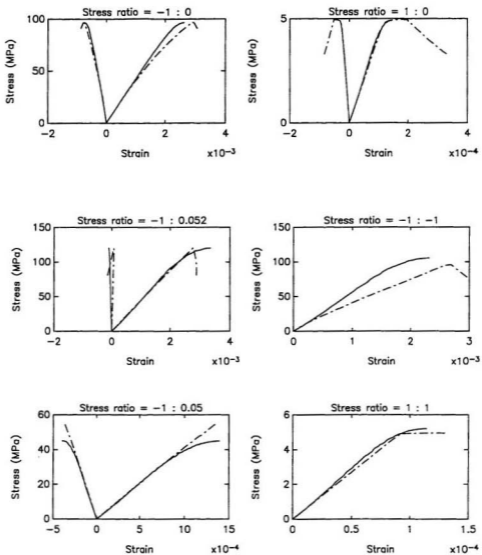 Stress ratio = -1 : 0
Stress (MPa)
100
50
0
-2
0
2
4
Strain
x10-3
Stress ratio = 1 : 0
Stress (MPa)
5
0
-2
0
2
4
Strain
x10-4
Stress ratio = -1 : 0.052
Stress (MPa)
150
100
50
0
-2
0
2
4
Strain
x10-3
Stress ratio = -1 : -1
Stress (MPa)
150
100
50
0
0
1
2
3
Strain
x10-3
Stress ratio = -1 : 0.05
Stress (MPa)
60
40
20
0
-5
0
5
10
15
Strain
x10-4
Stress ratio = 1 : 1
Stress (MPa)
6
4
2
0
0
0.5
1
1.5
Strain
x10-4